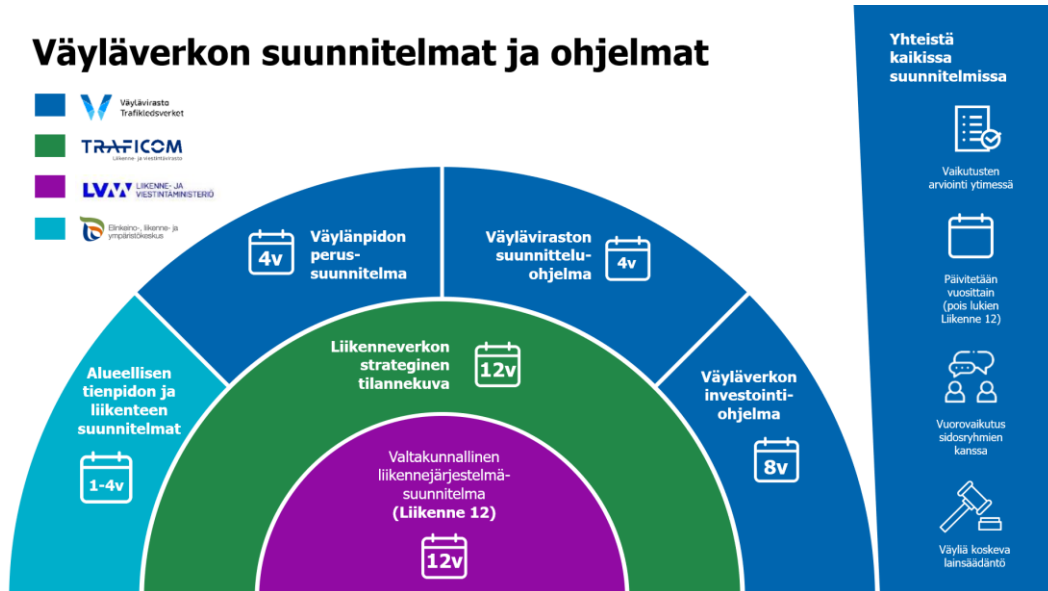 Väyläverkon suunnitelmat ja ohjelmat
Väylävirasto
Trafikledsverket
TRAFICOM
Liikenne- ja viestintävirasto
LVM
LIIKENNE- JA
VIESTINTÄMINISTERIÖ
Elinkeino-, liikenne- ja
ympäristökeskus
Alueellisen
tienpidon ja
liikenteen
suunnitelmat
1-4v
Väylänpidon
perus-
suunnitelma
4v
Väyläviraston
suunnittelu-
ohjelma
4v
Väyläverkon
investointi-
ohjelma
8v
Liikenneverkon
strateginen
tilannekuva
12v
Valtakunnallinen
liikennejärjestelmä-
suunnitelma
(Liikenne 12)
12v
Yhteistä
kaikissa
suunnitelmissa
Vaikutusten
arviointi ytimessä
Päivitetään
vuosittain
(pois lukien
Liikenne 12)
Vuorovaikutus
sidosryhmien
kanssa
Väyliä koskeva
lainsäädäntö